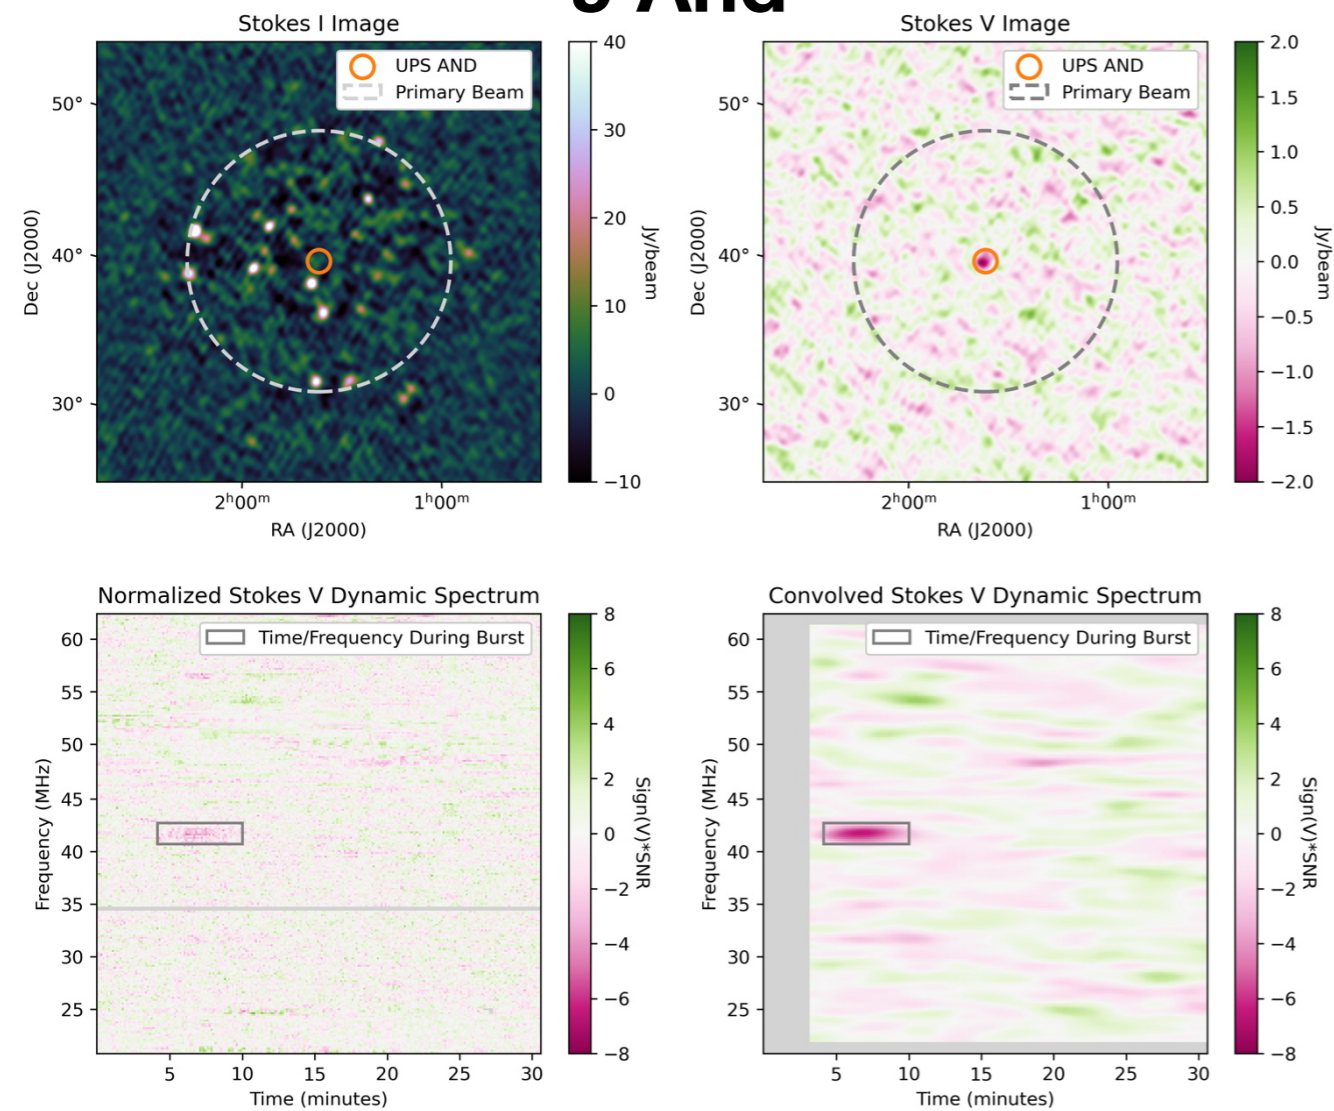 Stokes I Image
UPS AND
Primary Beam
50°
40°
30°
Dec (J2000)
2h00m
1h00m
RA (J2000)
40
30
20
10
0
−10
Jy/beam
Stokes V Image
UPS AND
Primary Beam
50°
40°
30°
Dec (J2000)
2h00m
1h00m
RA (J2000)
2.0
1.5
1.0
0.5
0.0
−0.5
−1.0
−1.5
−2.0
Jy/beam
Normalized Stokes V Dynamic Spectrum
Time/Frequency During Burst
60
55
50
45
40
35
30
25
Frequency (MHz)
5
10
15
20
25
30
Time (minutes)
8
6
4
2
0
−2
−4
−6
−8
Sign(V)*SNR
Convolved Stokes V Dynamic Spectrum
Time/Frequency During Burst
60
55
50
45
40
35
30
25
Frequency (MHz)
5
10
15
20
25
30
Time (minutes)
8
6
4
2
0
−2
−4
−6
−8
Sign(V)*SNR